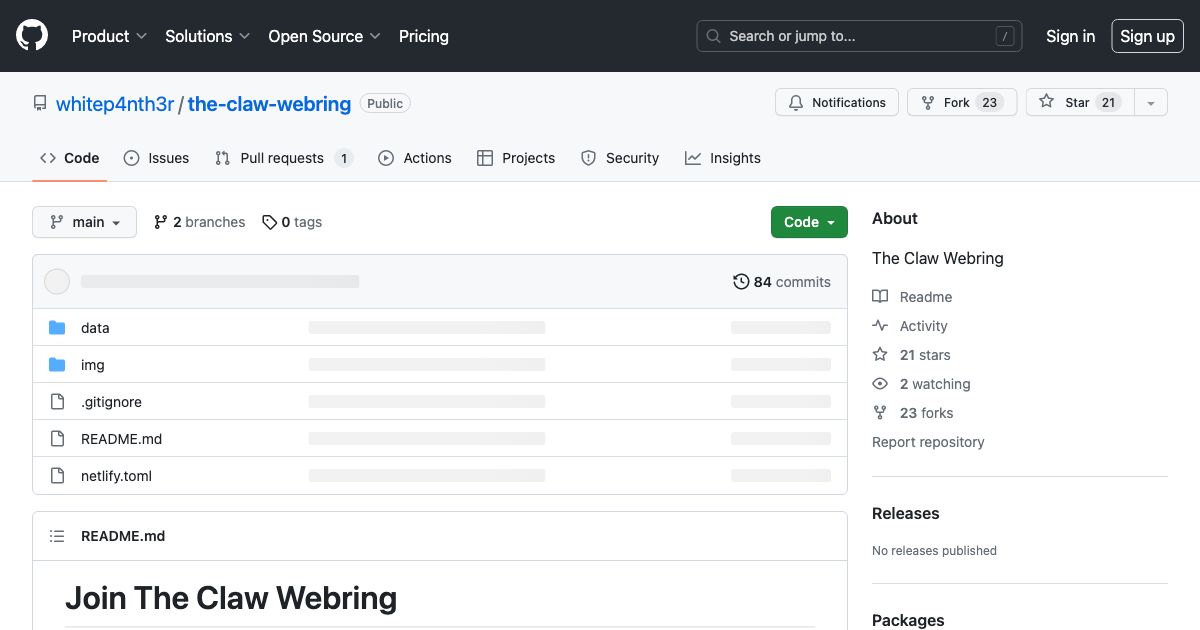 Product Solutions Open Source Pricing Search or jump to... / Sign in Sign up
whitep4nth3r / the-claw-webring Public Notifications Fork 23 Star 21
Code Issues Pull requests 1 Actions Projects Security Insights
main 2 branches 0 tags Code
84 commits
data
img
.gitignore
README.md
netlify.toml
README.md
Join The Claw Webring
About
The Claw Webring
Readme
Activity
21 stars
2 watching
23 forks
Report repository
Releases
No releases published
Packages